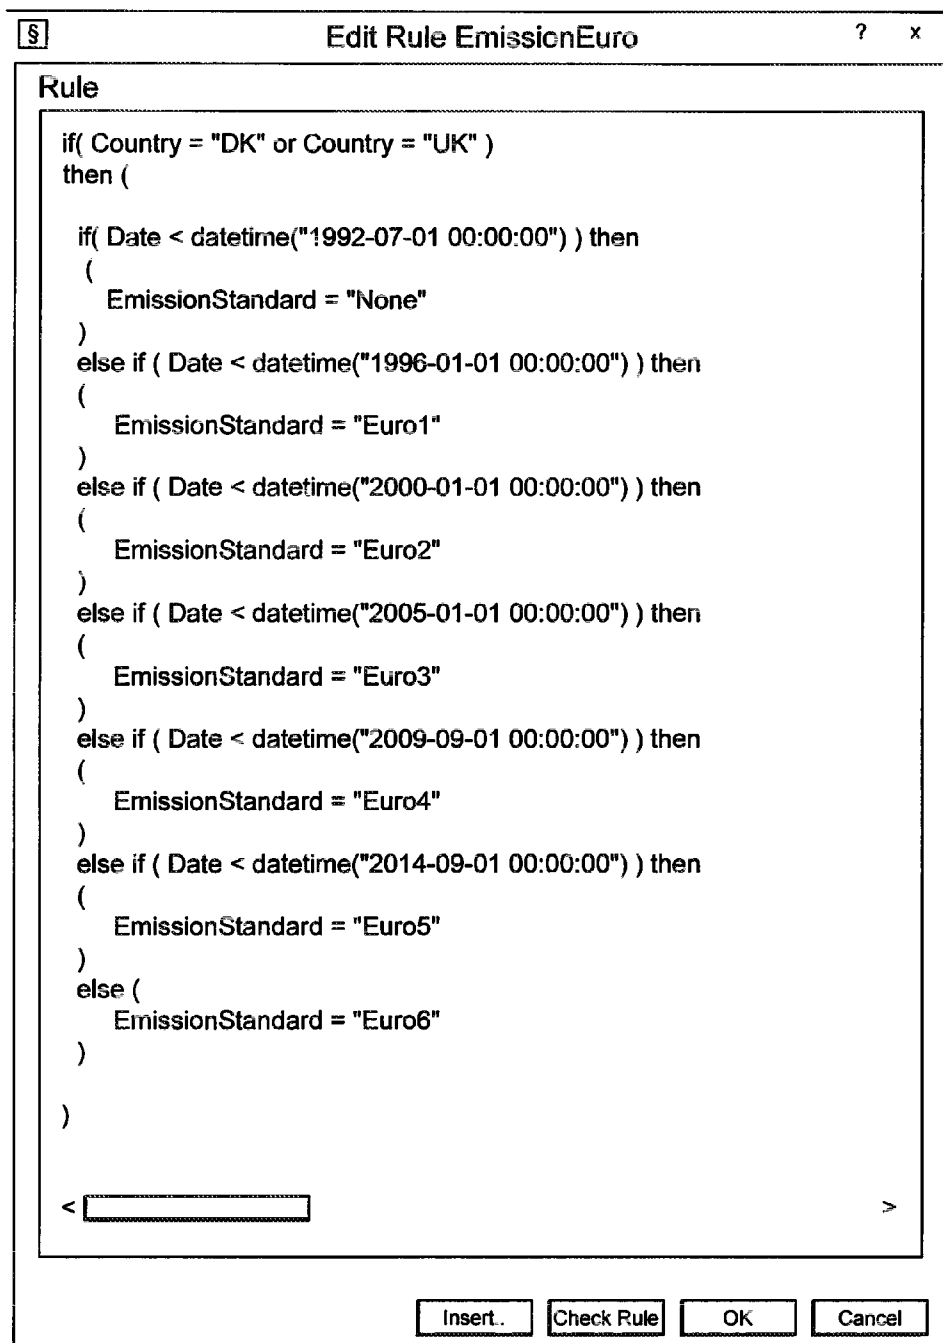 § Edit Rule EmissionEuro ? x
Rule
if( Country = "DK" or Country = "UK" )
then (
if( Date < datetime("1992-07-01 00:00:00") ) then
(
EmissionStandard = "None"
)
else if ( Date < datetime("1996-01-01 00:00:00") ) then
(
EmissionStandard = "Euro1"
)
else if ( Date < datetime("2000-01-01 00:00:00") ) then
(
EmissionStandard = "Euro2"
)
else if ( Date < datetime("2005-01-01 00:00:00") ) then
(
EmissionStandard = "Euro3"
)
else if ( Date < datetime("2009-09-01 00:00:00") ) then
(
EmissionStandard = "Euro4"
)
else if ( Date < datetime("2014-09-01 00:00:00") ) then
(
EmissionStandard = "Euro5"
)
else (
EmissionStandard = "Euro6"
)
)
< >
Insert.. Check Rule OK Cancel